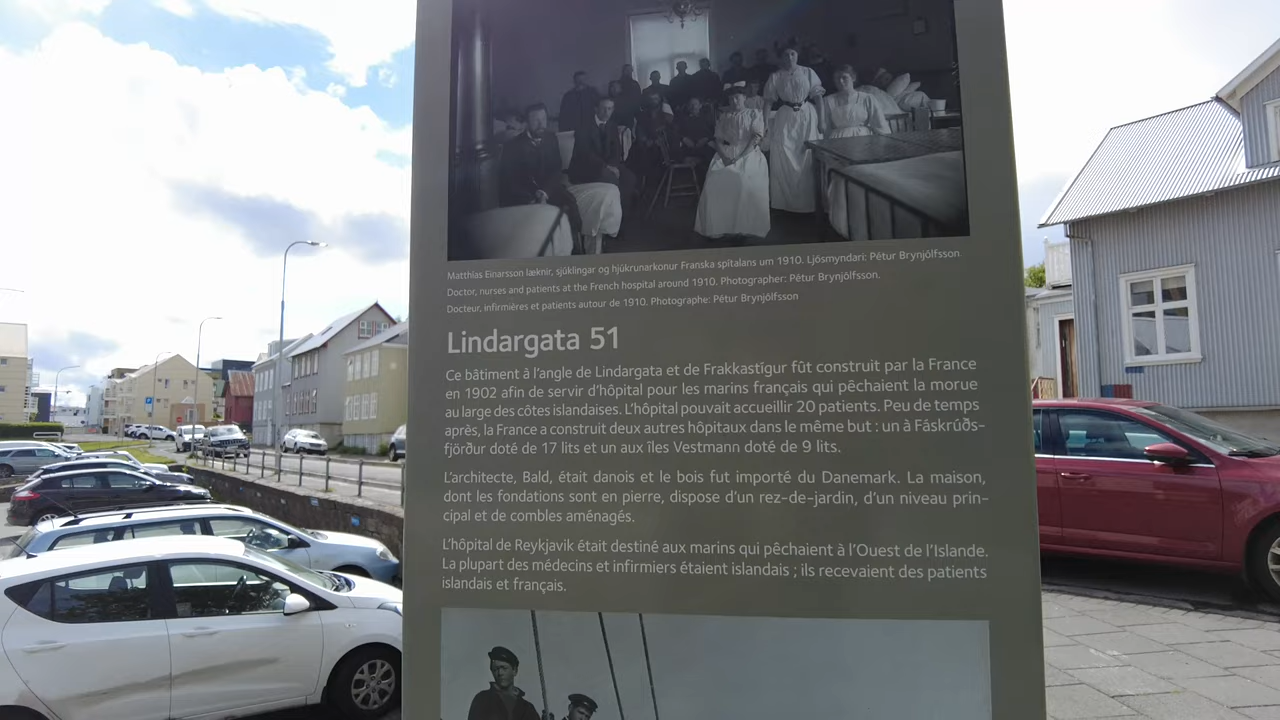 Matthías Einarsson læknir, sjúklingar og hjúkrunarkonur Franska spítalans um 1910. Ljósmyndari: Pétur Brynjólfsson.
Doctor, nurses and patients at the French hospital around 1910. Photographer: Pétur Brynjólfsson.
Docteur, infirmières et patients autour de 1910. Photographe: Pétur Brynjólfsson
Lindargata 51
Ce bâtiment à l'angle de Lindargata et de Frakkastígur fût construit par la France
en 1902 afin de servir d'hôpital pour les marins français qui pêchaient la morue
au large des côtes islandaises. L'hôpital pouvait accueillir 20 patients. Peu de temps
après, la France a construit deux autres hôpitaux dans le même but : un à Fáskrúðs-
fjörður doté de 17 lits et un aux îles Vestmann doté de 9 lits.
L'architecte, Bald, était danois et le bois fut importé du Danemark. La maison,
dont les fondations sont en pierre, dispose d'un rez-de-jardin, d'un niveau prin-
cipal et de combles aménagés.
L'hôpital de Reykjavik était destiné aux marins qui pêchaient à l'Ouest de l'Islande.
La plupart des médecins et infirmiers étaient islandais ; ils recevaient des patients
islandais et français.